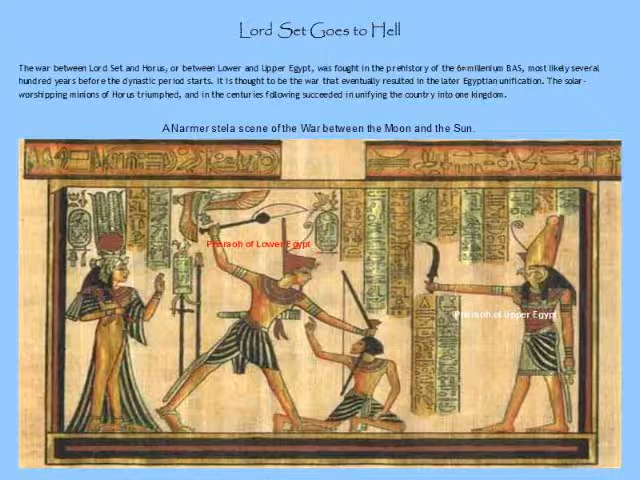 Lord Set Goes to Hell
The war between Lord Set and Horus, or between Lower and Upper Egypt, was fought in the prehistory of the 6th millenium BAS, most likely several
hundred years before the dynastic period starts. It is thought to be the war that eventually resulted in the later Egyptian unification. The solar-
worshipping minions of Horus triumphed, and in the centuries following succeeded in unifying the country into one kingdom.
A Narmer stela scene of the War between the Moon and the Sun.
Pharaoh of Lower Egypt
Pharaoh of Upper Egypt